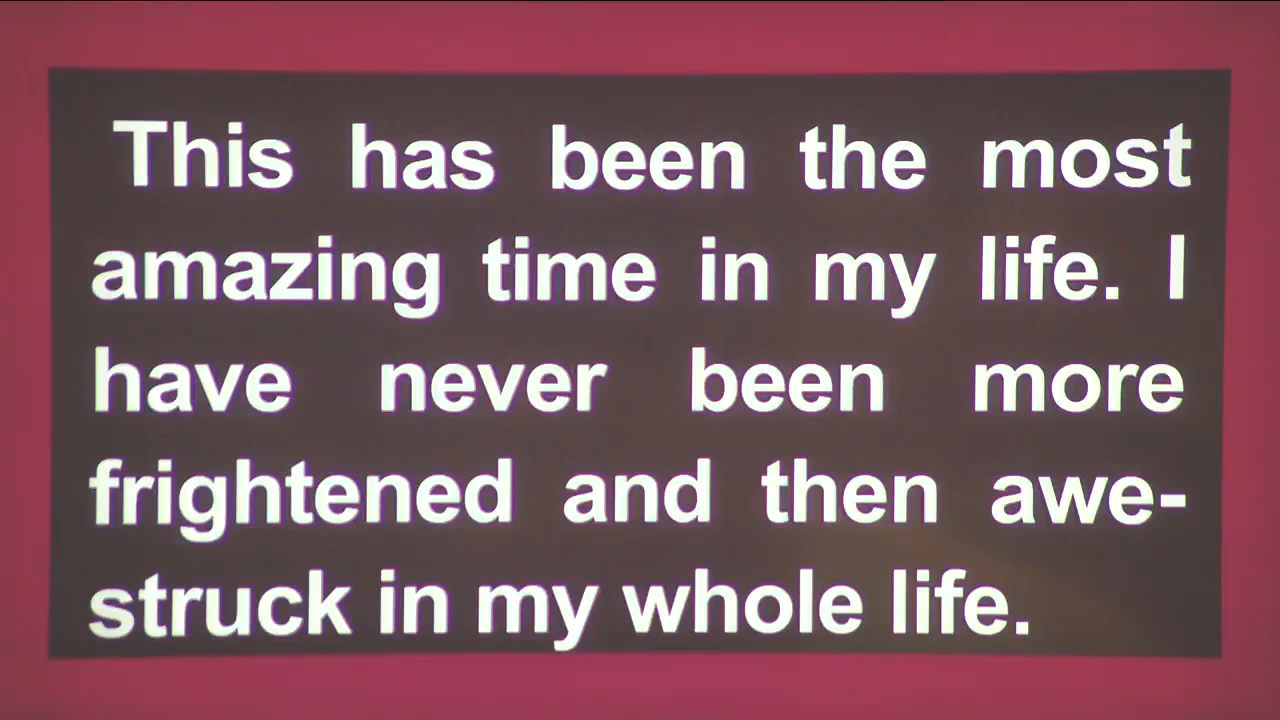 This has been the most
amazing time in my life. I
have never been more
frightened and then awe-
struck in my whole life.